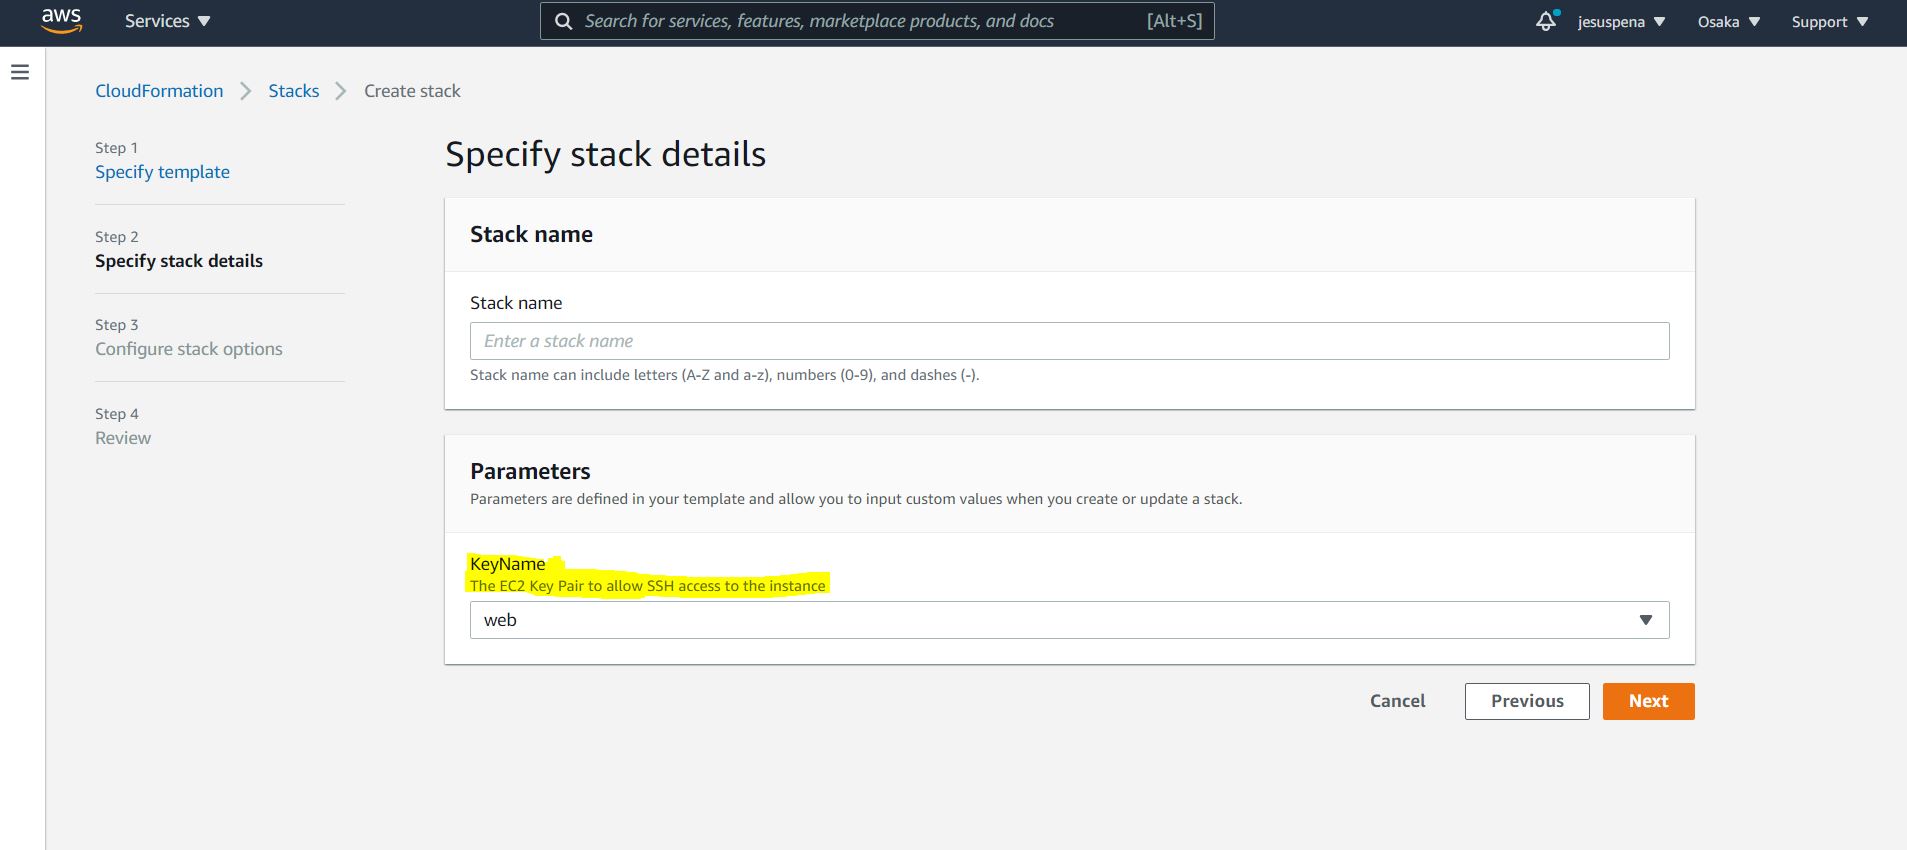 aws
Services
Search for services, features, marketplace products, and docs [Alt+S]
jesuspena
Osaka
Support
CloudFormation
Stacks
Create stack
Step 1
Specify template
Step 2
Specify stack details
Step 3
Configure stack options
Step 4
Review
Specify stack details
Stack name
Stack name
Enter a stack name
Stack name can include letters (A-Z and a-z), numbers (0-9), and dashes (-).
Parameters
Parameters are defined in your template and allow you to input custom values when you create or update a stack.
KeyName
The EC2 Key Pair to allow SSH access to the instance
web
Cancel
Previous
Next